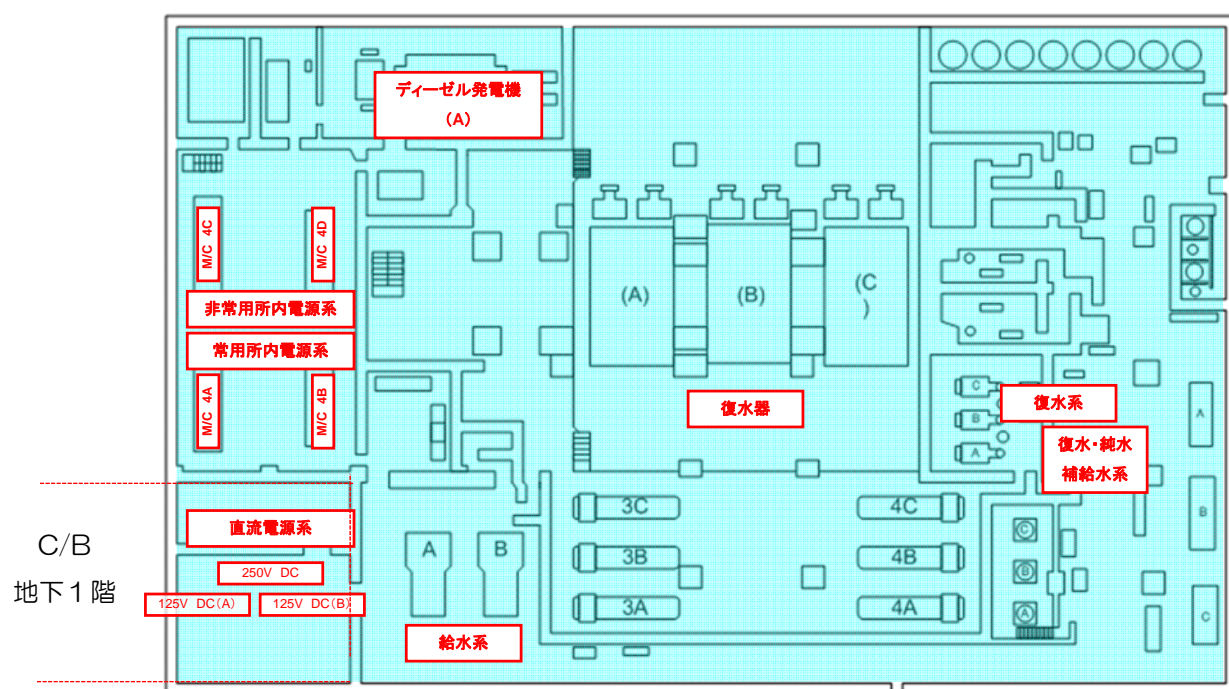 ディーゼル発電機
(A)
M/C 4C
M/C 4D
非常用所内電源系
常用所内電源系
M/C 4A
M/C 4B
(A)
(B)
(C
)
復水器
C
B
A
復水系
復水・純水
補給水系
A
B
C
C/B
地下1階
直流電源系
250V DC
125V DC(A)
125V DC(B)
A
B
給水系
3C
3B
3A
4C
4B
4A
C
B
A